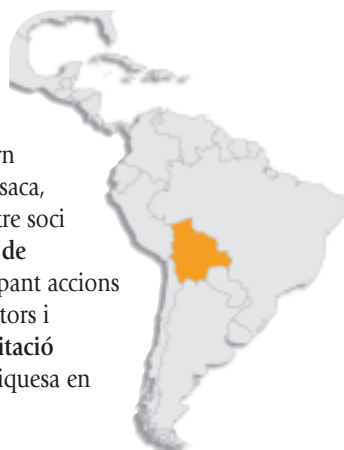 rn
saca,
tre soci
de
pant accions
tors i
itació
iquesa en